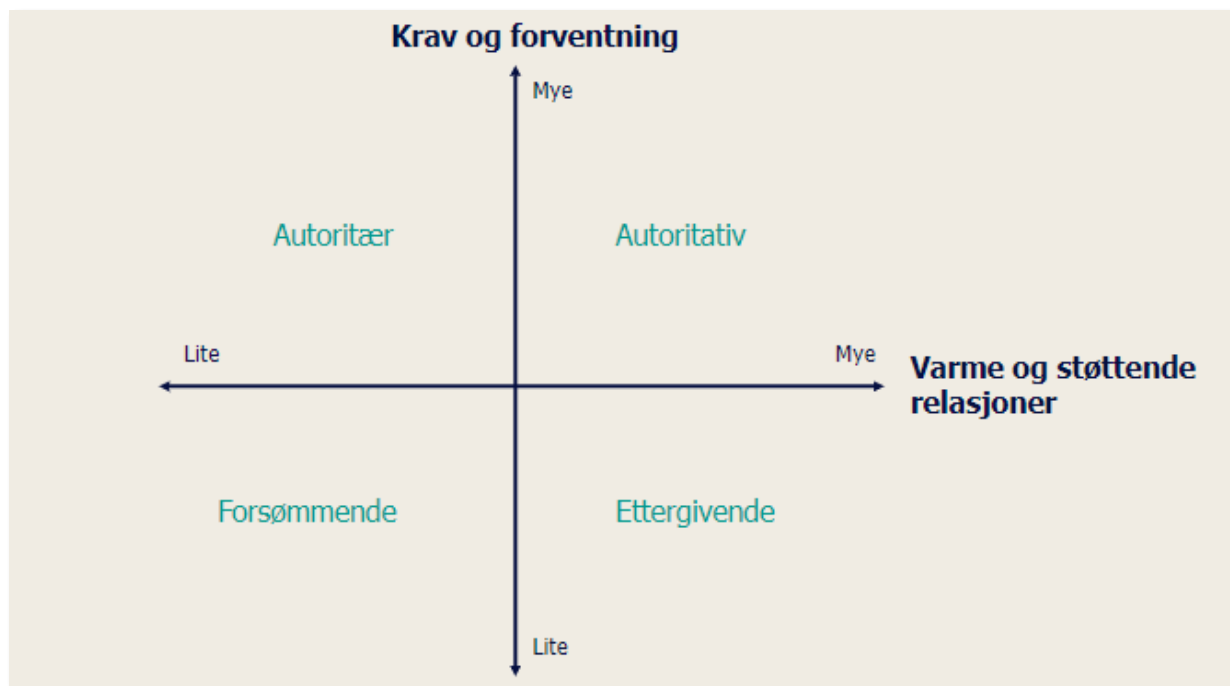 Krav og forventning
Mye
Autoritær
Autoritativ
Lite
Mye
Varme og støttende
relasjoner
Forsømmende
Ettergivende
Lite